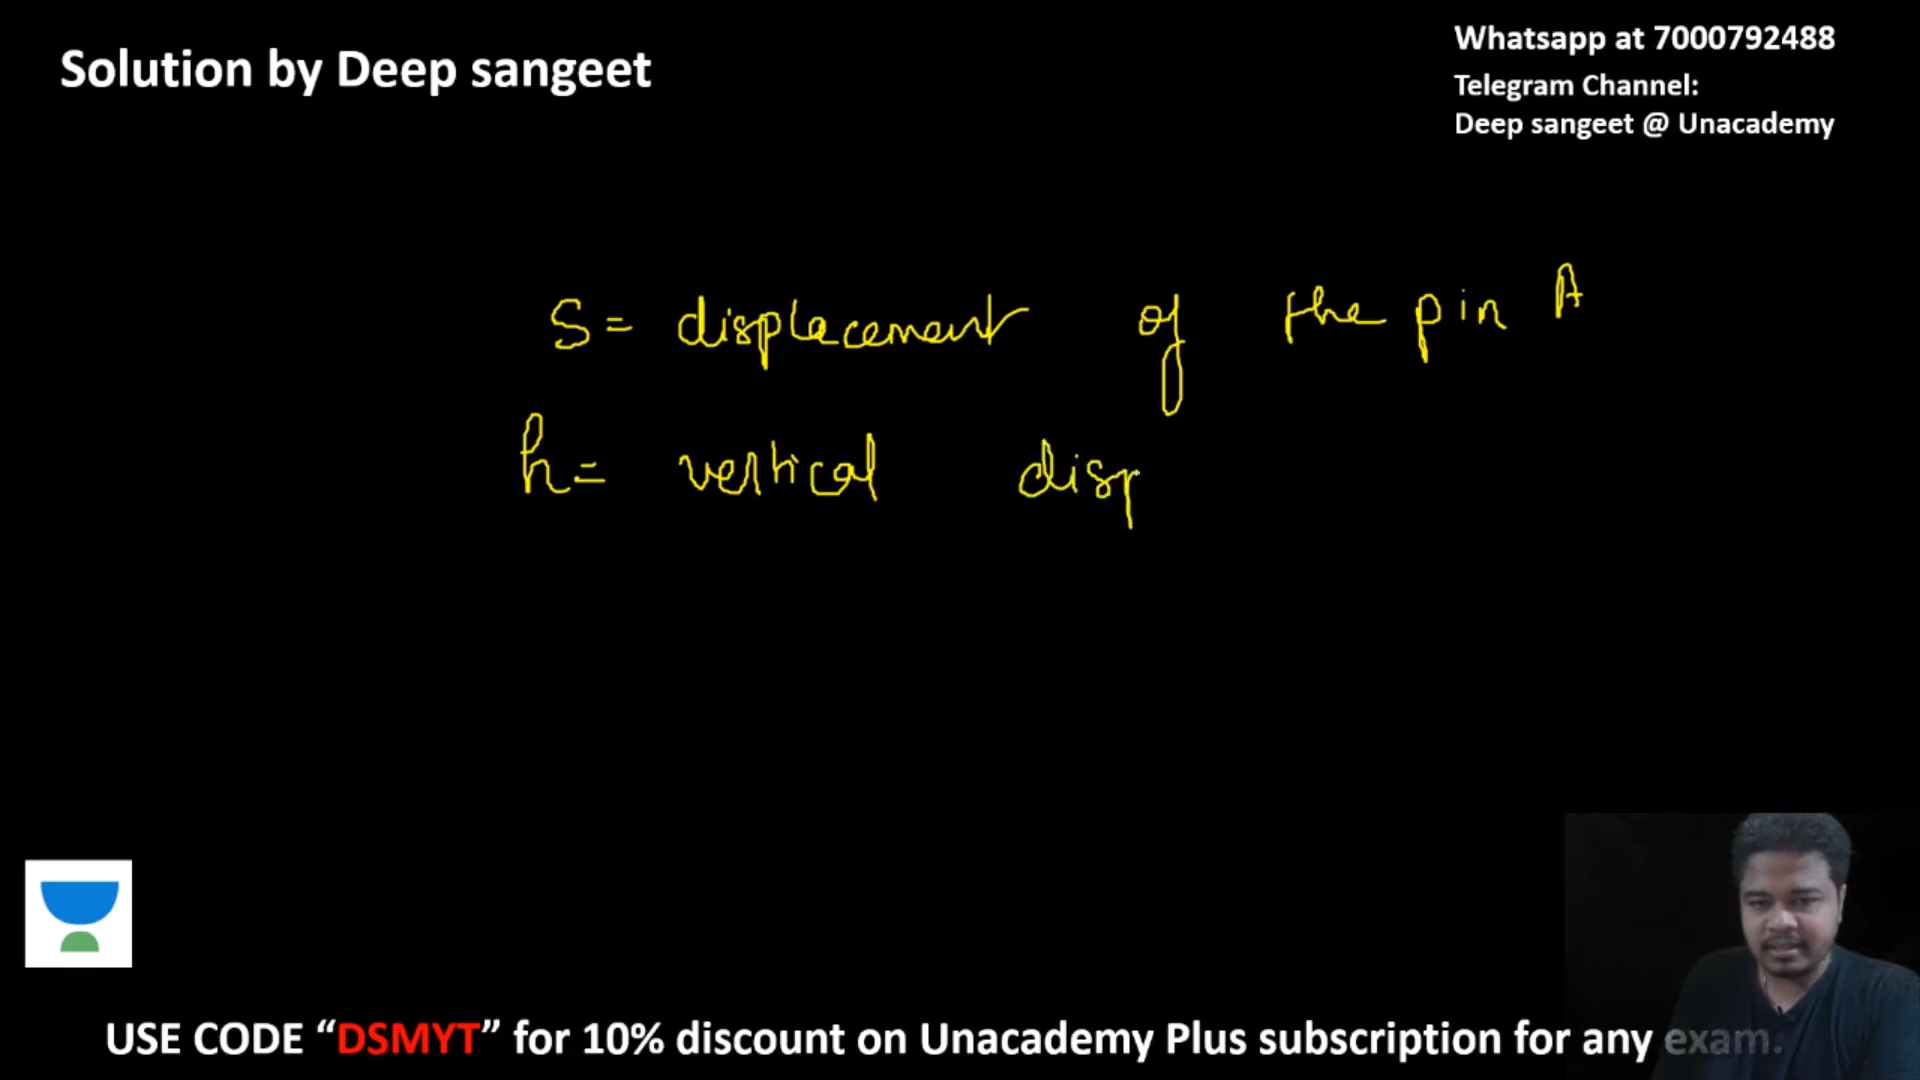 Solution by Deep sangeet
Whatsapp at 7000792488
Telegram Channel:
Deep sangeet @ Unacademy
S = displacement of the pin A
h = vertical disp
USE CODE “DSMYT” for 10% discount on Unacademy Plus subscription for any exam.